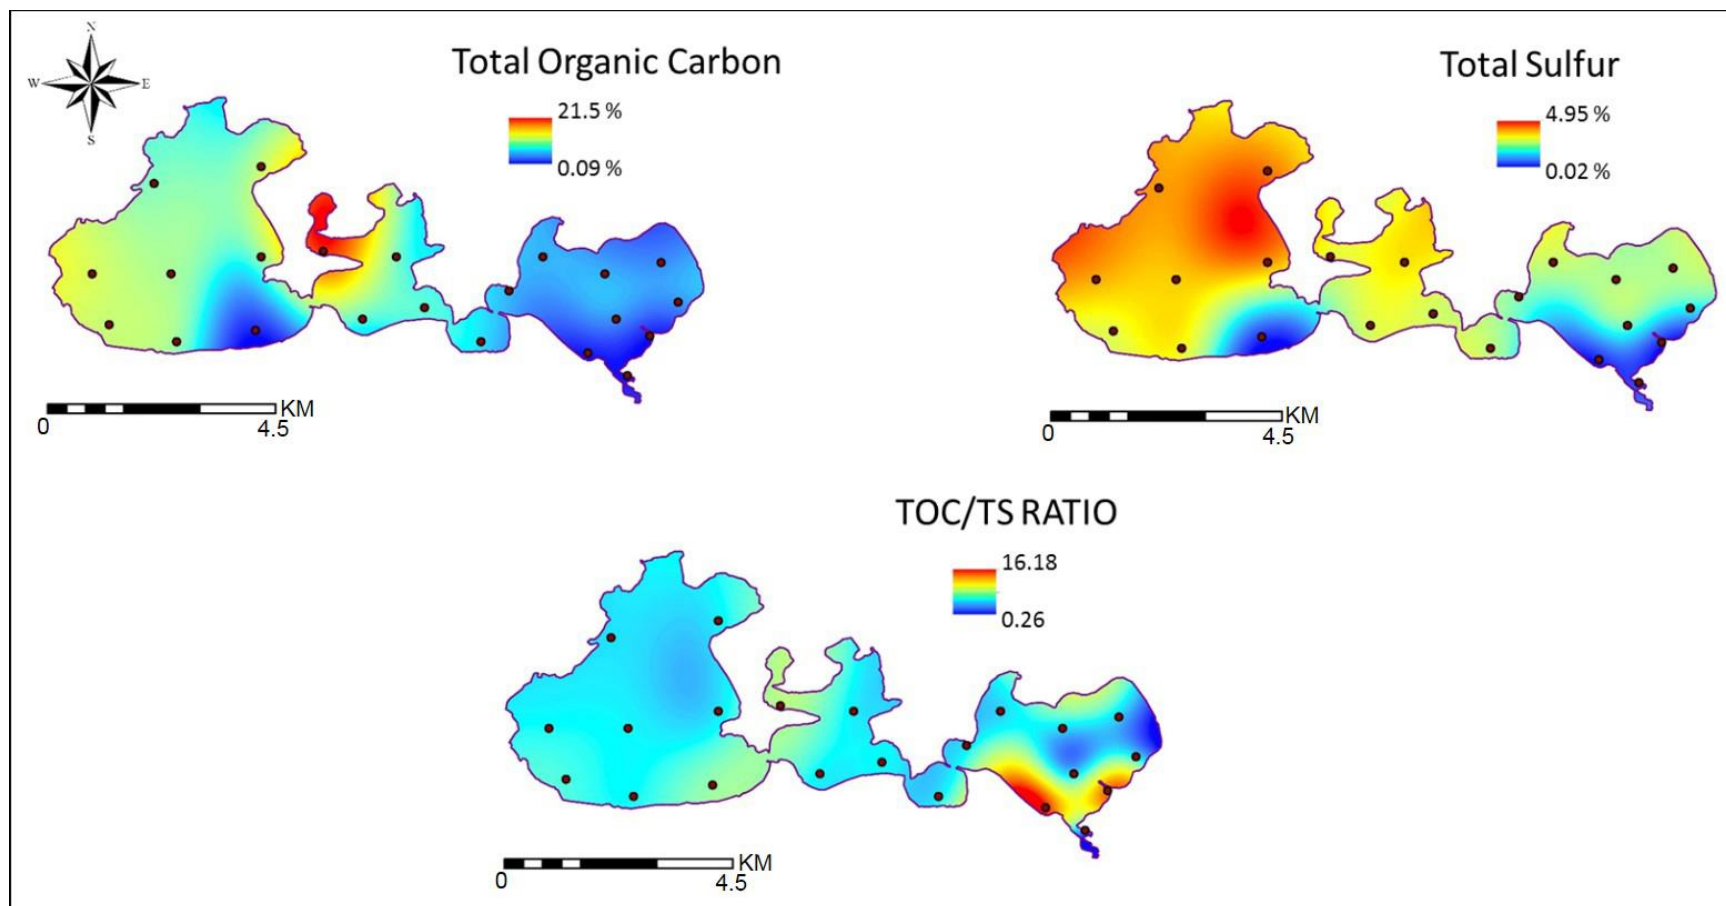 N
W
E
S
Total Organic Carbon
21.5 %
0.09 %
KM
0
4.5
Total Sulfur
4.95 %
0.02 %
KM
0
4.5
TOC/TS RATIO
16.18
0.26
KM
0
4.5